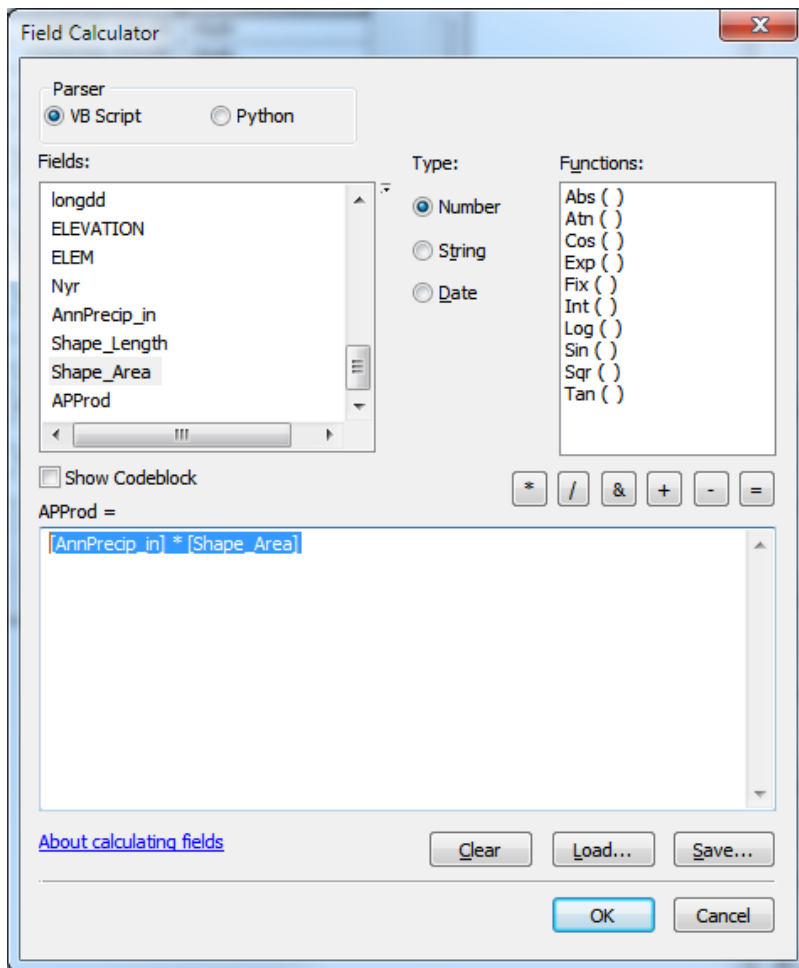 Field Calculator
X
Parser
VB Script
Python
Fields:
longdd
ELEVATION
ELEM
Nyr
AnnPrecip_in
Shape_Length
Shape_Area
APProd
Type:
Number
String
Date
Functions:
Abs ( )
Atn ( )
Cos ( )
Exp ( )
Fix ( )
Int ( )
Log ( )
Sin ( )
Sqr ( )
Tan ( )
Show Codeblock
* / & + - =
APProd =
[AnnPrecip_in] * [Shape_Area]
About calculating fields
Clear
Load...
Save...
OK
Cancel